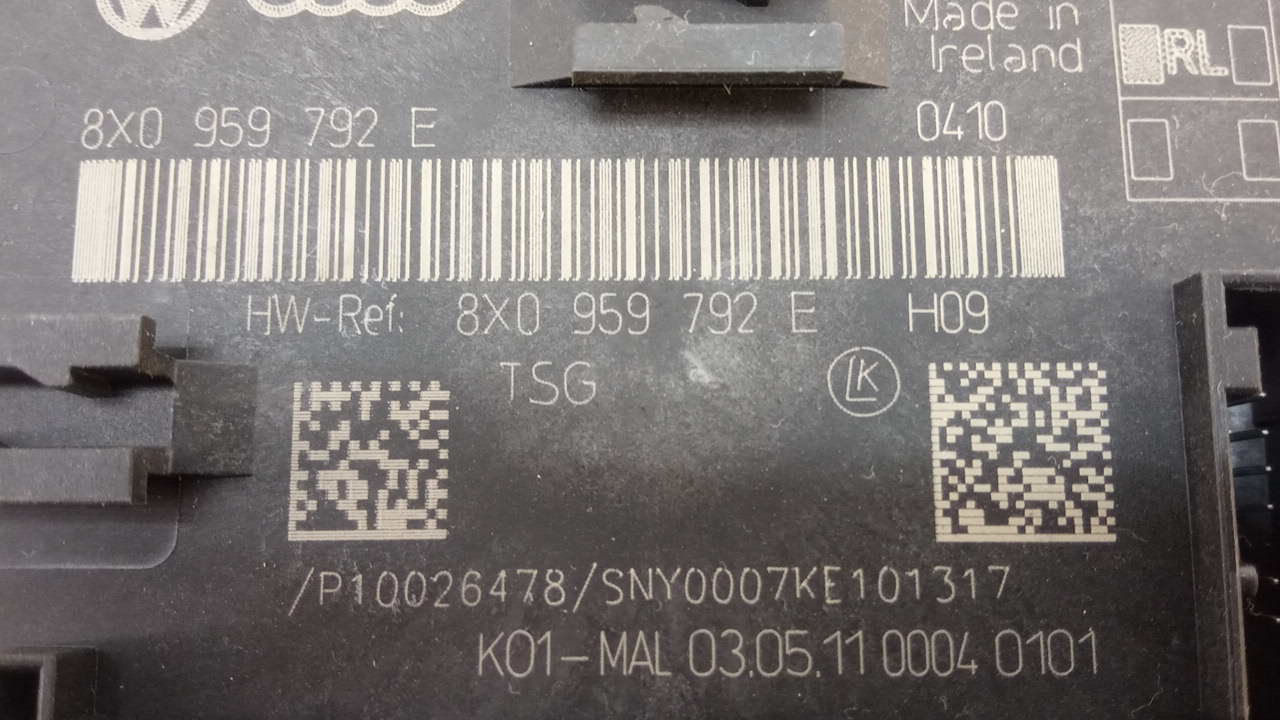 Made in
Ireland
RL
8X0 959 792 E 0410
HW-Ref: 8X0 959 792 E H09
TSG LK
/P10026478/SNY0007KE101317
K01-MAL 03.05.11 0004 0101